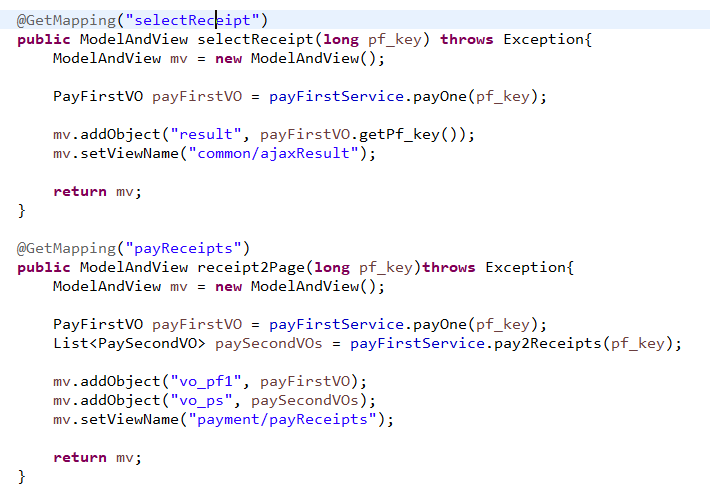 @GetMapping("selectReceipt")
public ModelAndView selectReceipt(long pf_key) throws Exception{
    ModelAndView mv = new ModelAndView();

    PayFirstVO payFirstVO = payFirstService.payOne(pf_key);

    mv.addObject("result", payFirstVO.getPf_key());
    mv.setViewName("common/ajaxResult");

    return mv;
}

@GetMapping("payReceipts")
public ModelAndView receipt2Page(long pf_key)throws Exception{
    ModelAndView mv = new ModelAndView();

    PayFirstVO payFirstVO = payFirstService.payOne(pf_key);
    List<PaySecondVO> paySecondVOs = payFirstService.pay2Receipts(pf_key);

    mv.addObject("vo_pf1", payFirstVO);
    mv.addObject("vo_ps", paySecondVOs);
    mv.setViewName("payment/payReceipts");

    return mv;
}